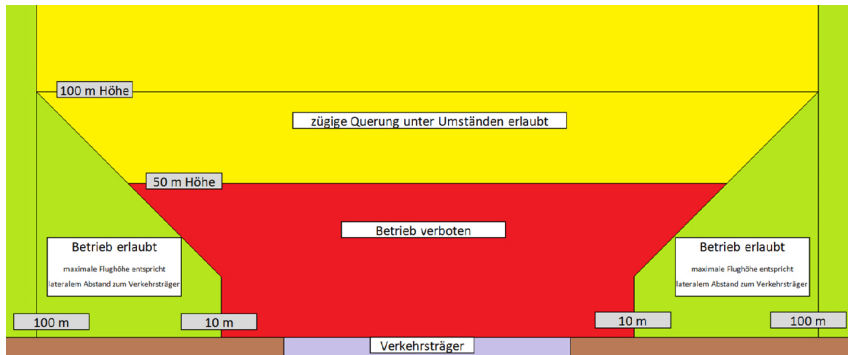 100 m Höhe
zügige Querung unter Umständen erlaubt
50 m Höhe
Betrieb verboten
Betrieb erlaubt
maximale Flughöhe entspricht
lateralem Abstand zum Verkehrsträger
Betrieb erlaubt
maximale Flughöhe entspricht
lateralem Abstand zum Verkehrsträger
100 m
10 m
10 m
100 m
Verkehrsträger